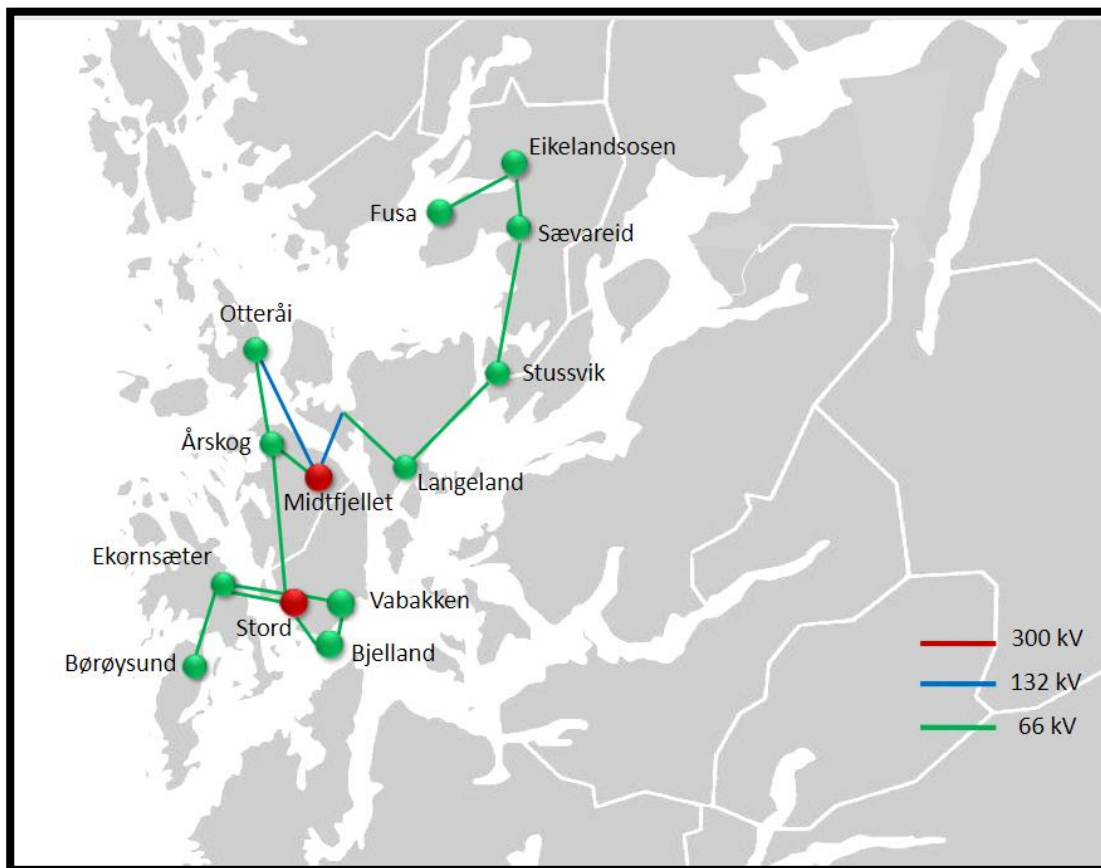 Eikelandsosen
Fusa
Sævareid
Otteråi
Stussvik
Årskog
Langeland
Midtfjellet
Ekornsæter
Vabakken
Stord
Bjelland
Børøysund
300 kV
132 kV
66 kV